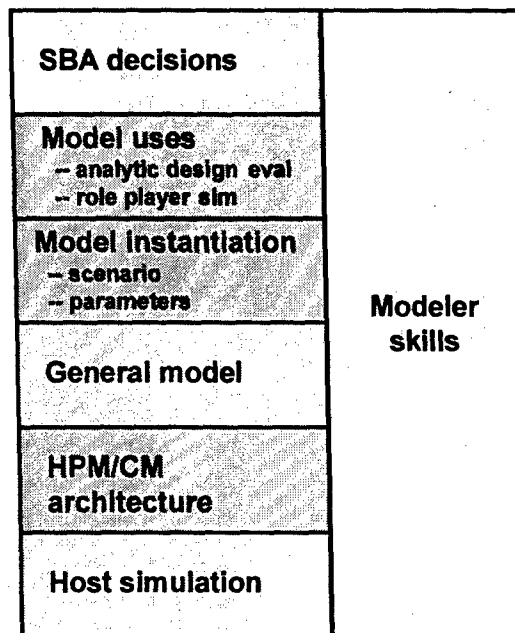 SBA decisions
Model uses
-- analytic design eval
-- role player sim
Model instantiation
-- scenario
-- parameters
General model
HPM/CM
architecture
Host simulation
Modeler
skills